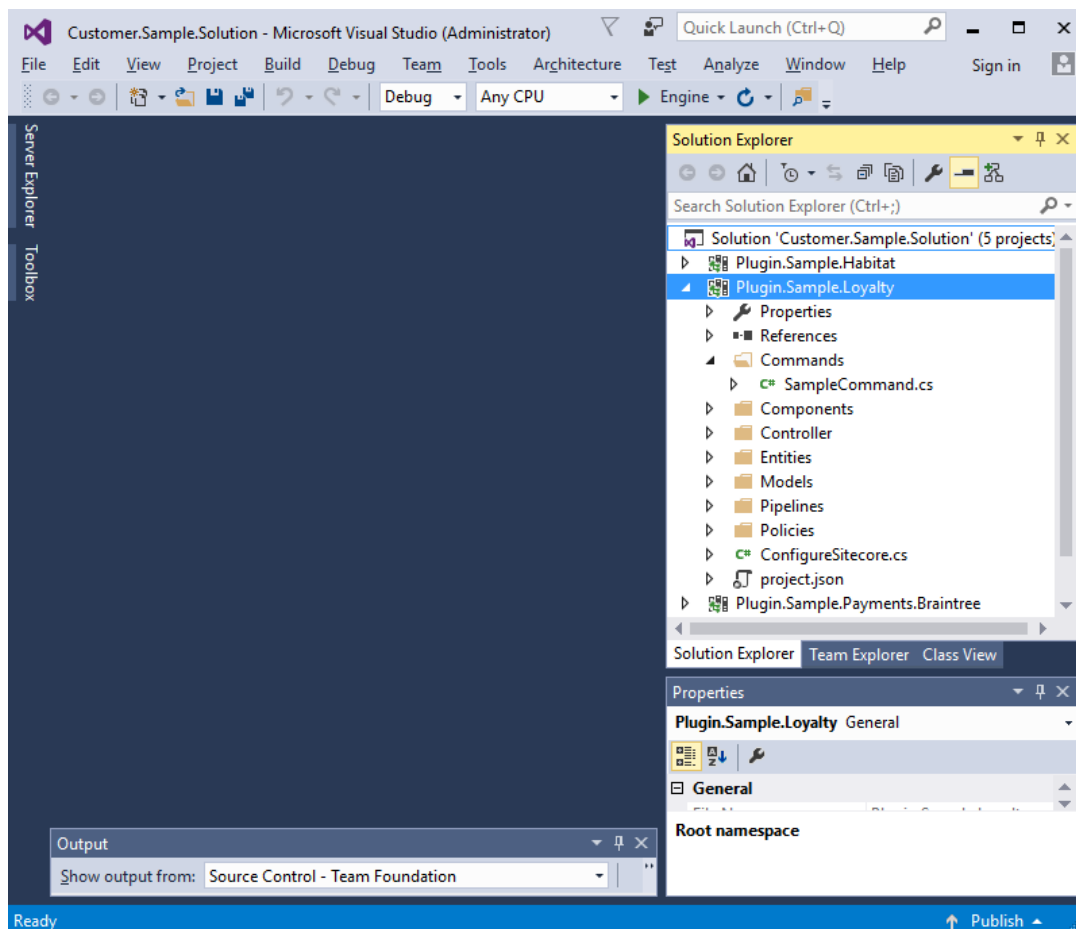 Customer.Sample.Solution - Microsoft Visual Studio (Administrator)
Quick Launch (Ctrl+Q)
File Edit View Project Build Debug Team Tools Architecture Test Analyze Window Help Sign in
Debug Any CPU Engine
Server Explorer
Toolbox
Solution Explorer
Search Solution Explorer (Ctrl+;)
Solution 'Customer.Sample.Solution' (5 projects)
Plugin.Sample.Habitat
Plugin.Sample.Loyalty
Properties
References
Commands
C# SampleCommand.cs
Components
Controller
Entities
Models
Pipelines
Policies
C# ConfigureSitecore.cs
project.json
Plugin.Sample.Payments.Braintree
Solution Explorer Team Explorer Class View
Properties
Plugin.Sample.Loyalty General
General
Root namespace
Output
Show output from: Source Control - Team Foundation
Ready
Publish